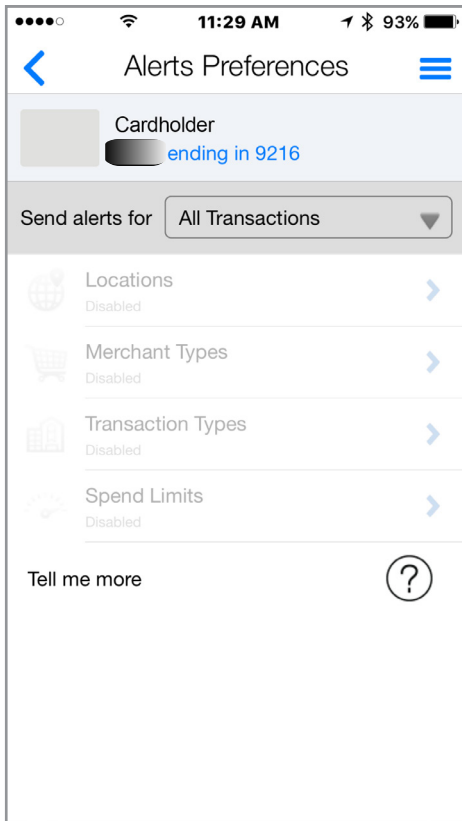 11:29 AM 93%
Alerts Preferences
Cardholder
ending in 9216
Send alerts for All Transactions
Locations
Disabled
Merchant Types
Disabled
Transaction Types
Disabled
Spend Limits
Disabled
Tell me more ?